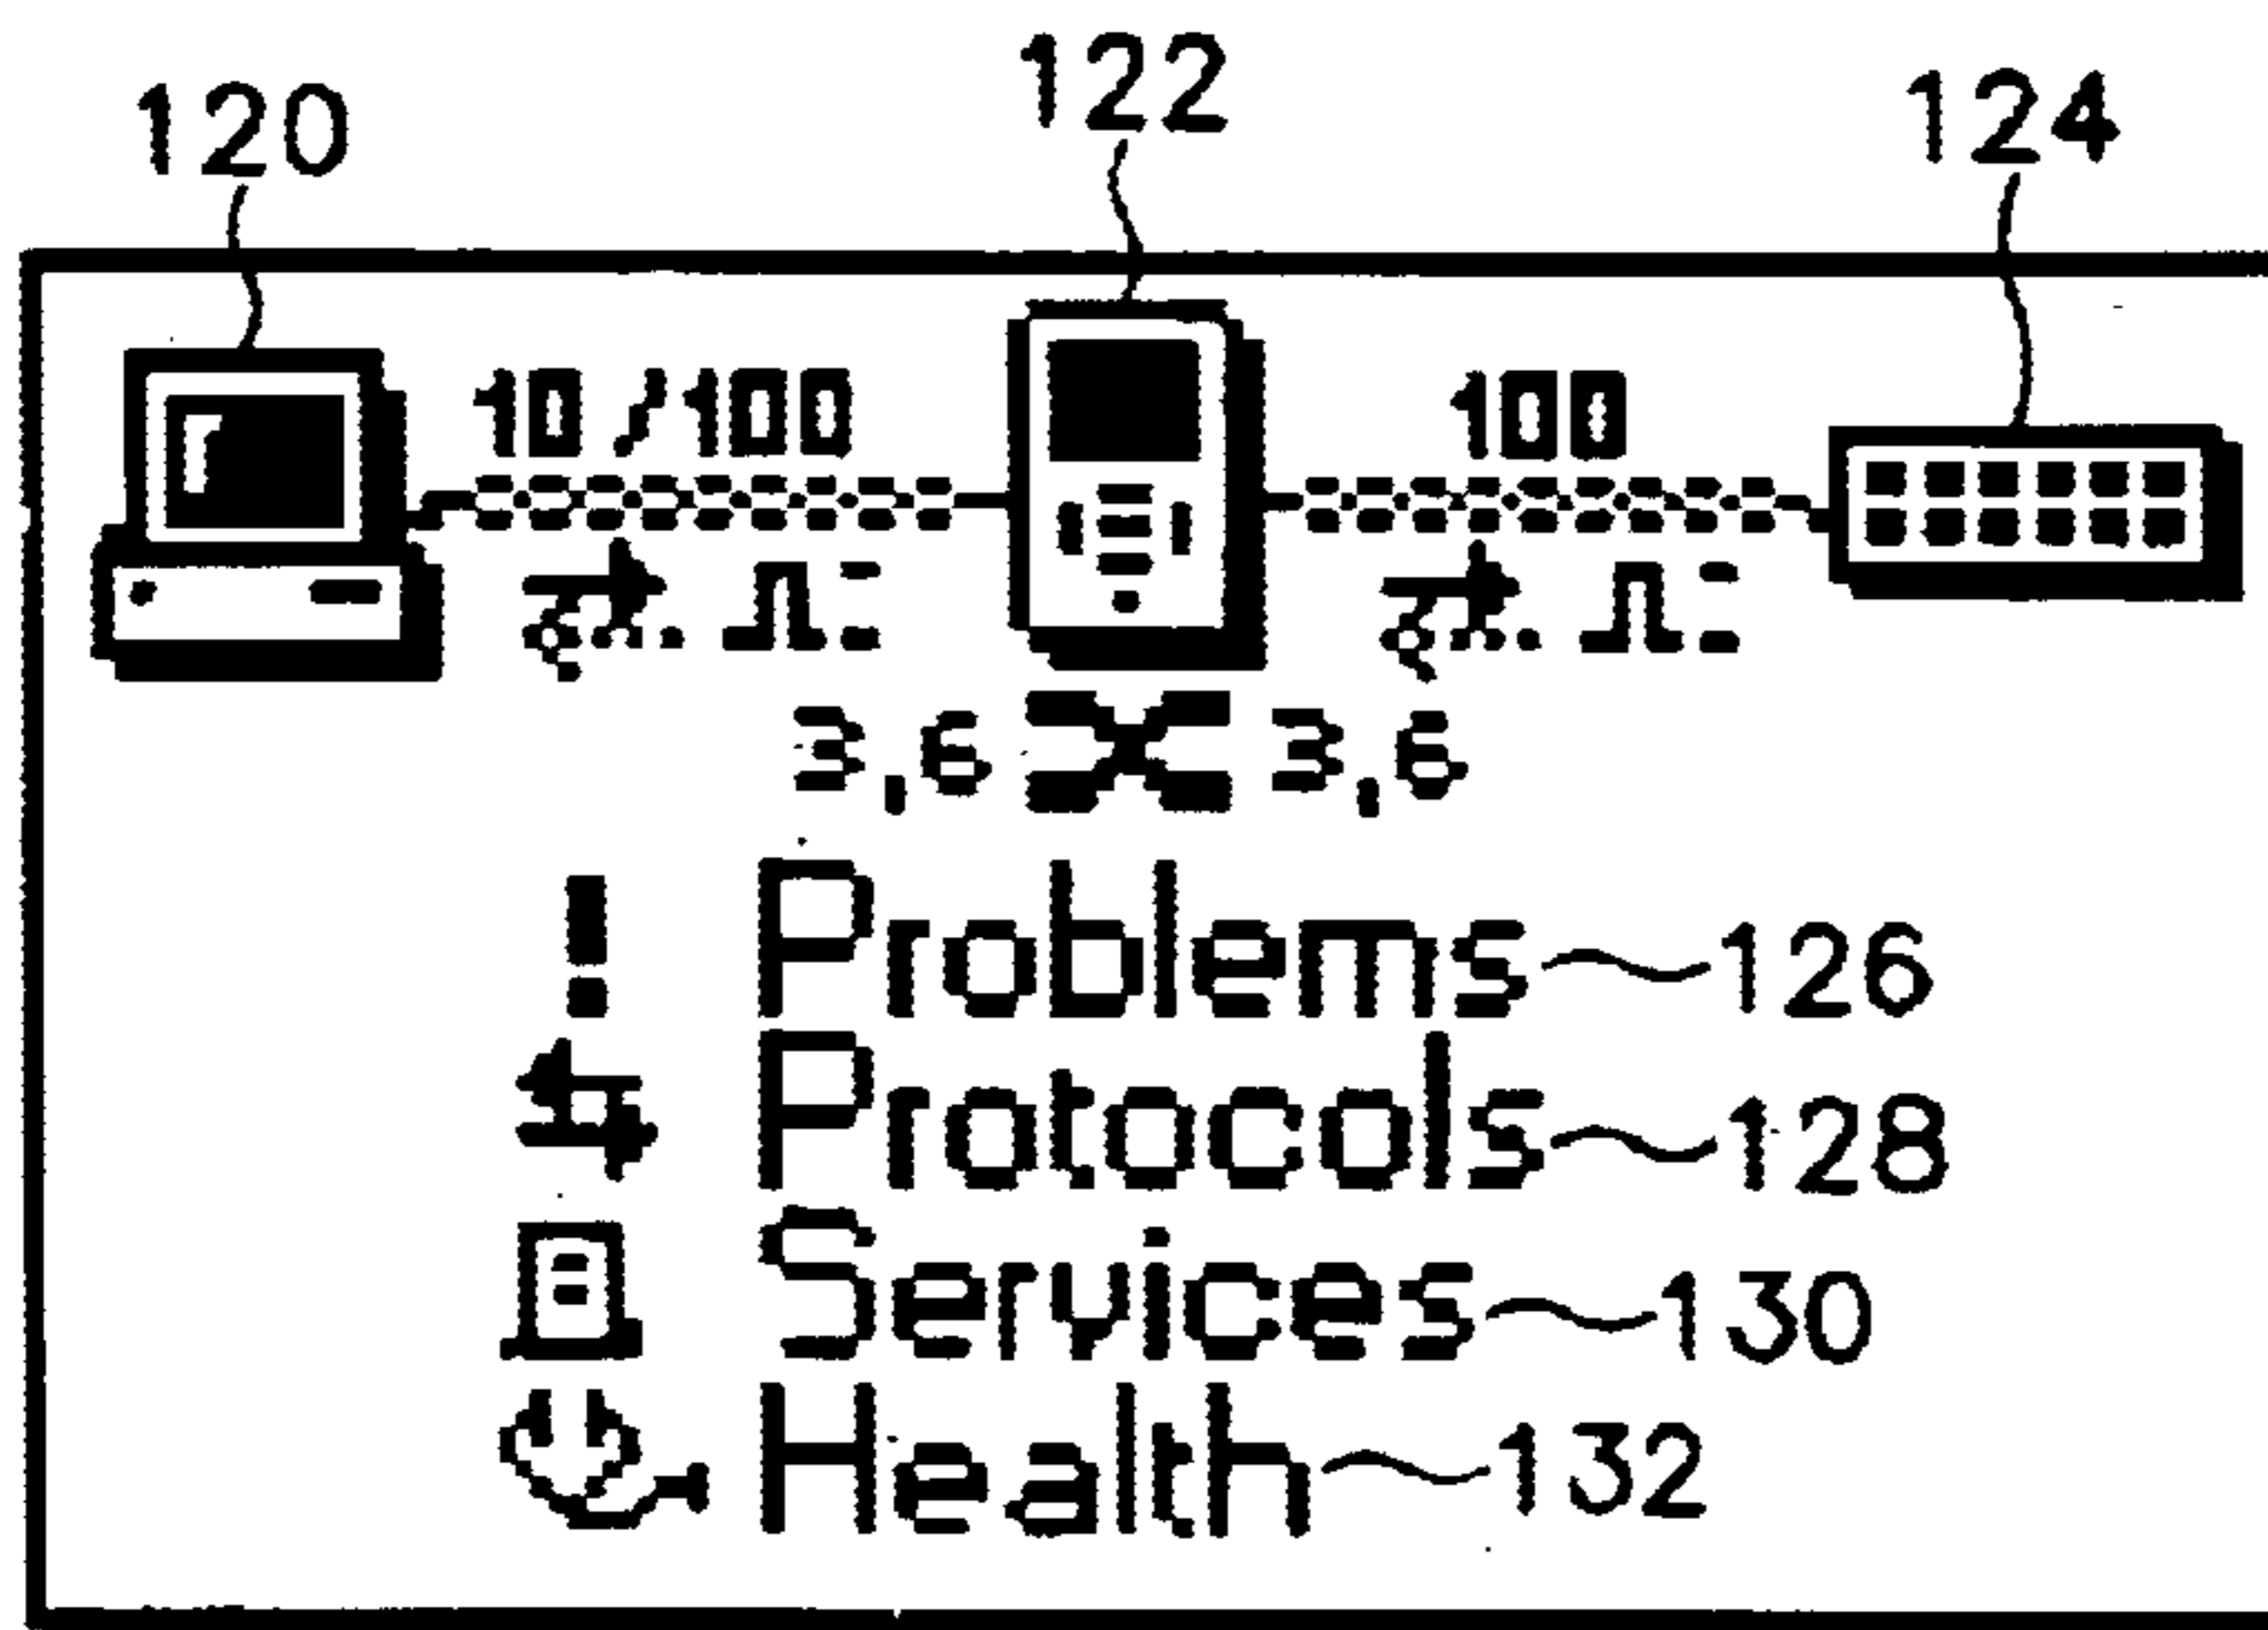 120 122 124
10/100 100
3,6 X 3,6
! Problems 126
Protocols 128
Services 130
Health 132